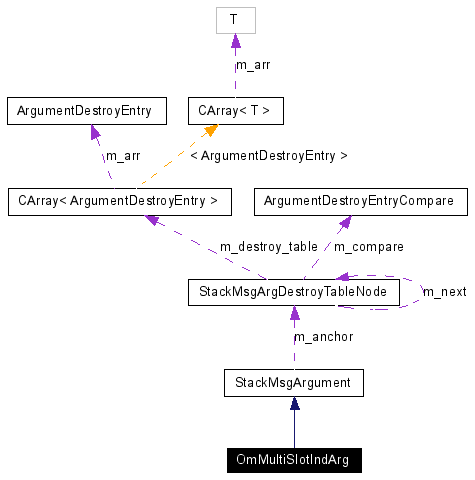 T
m_arr
ArgumentDestroyEntry
CArray< T >
m_arr
< ArgumentDestroyEntry >
CArray< ArgumentDestroyEntry >
ArgumentDestroyEntryCompare
m_destroy_table
m_compare
StackMsgArgDestroyTableNode
m_next
m_anchor
StackMsgArgument
OmMultiSlotIndArg